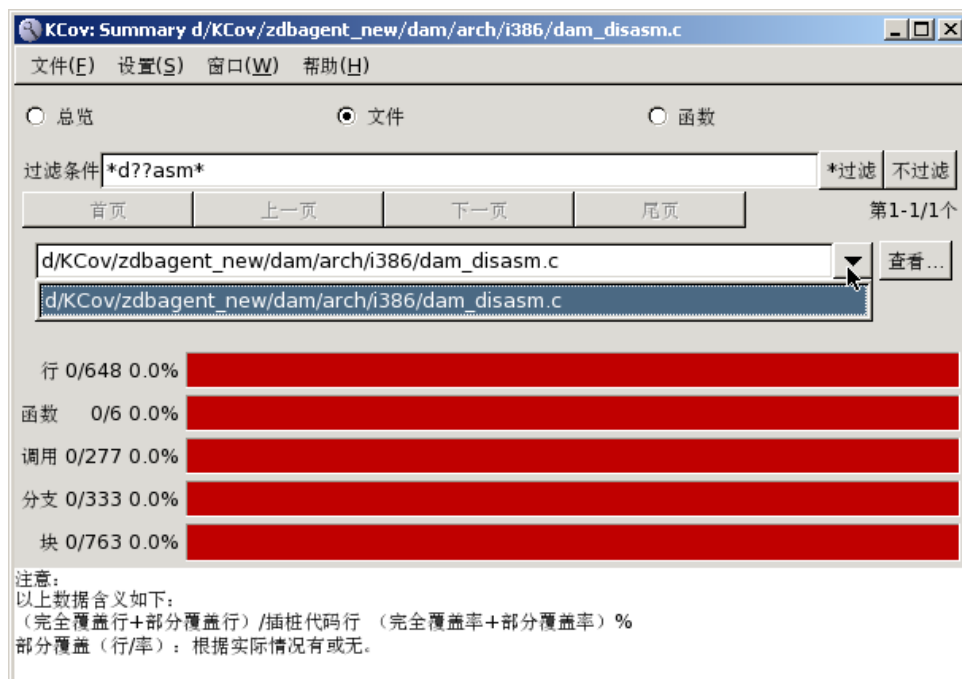 KCov: Summary d/KCov/zdbagent_new/dam/arch/i386/dam_disasm.c
文件(F) 设置(S) 窗口(W) 帮助(H)
总览 文件 函数
过滤条件 *d??asm* *过滤 不过滤
首页 上一页 下一页 尾页 第1-1/1个
d/KCov/zdbagent_new/dam/arch/i386/dam_disasm.c 查看...
d/KCov/zdbagent_new/dam/arch/i386/dam_disasm.c
行 0/648 0.0%
函数 0/6 0.0%
调用 0/277 0.0%
分支 0/333 0.0%
块 0/763 0.0%
注意：
以上数据含义如下：
（完全覆盖行+部分覆盖行）/插桩代码行 （完全覆盖率+部分覆盖率）%
部分覆盖（行/率）：根据实际情况有或无。